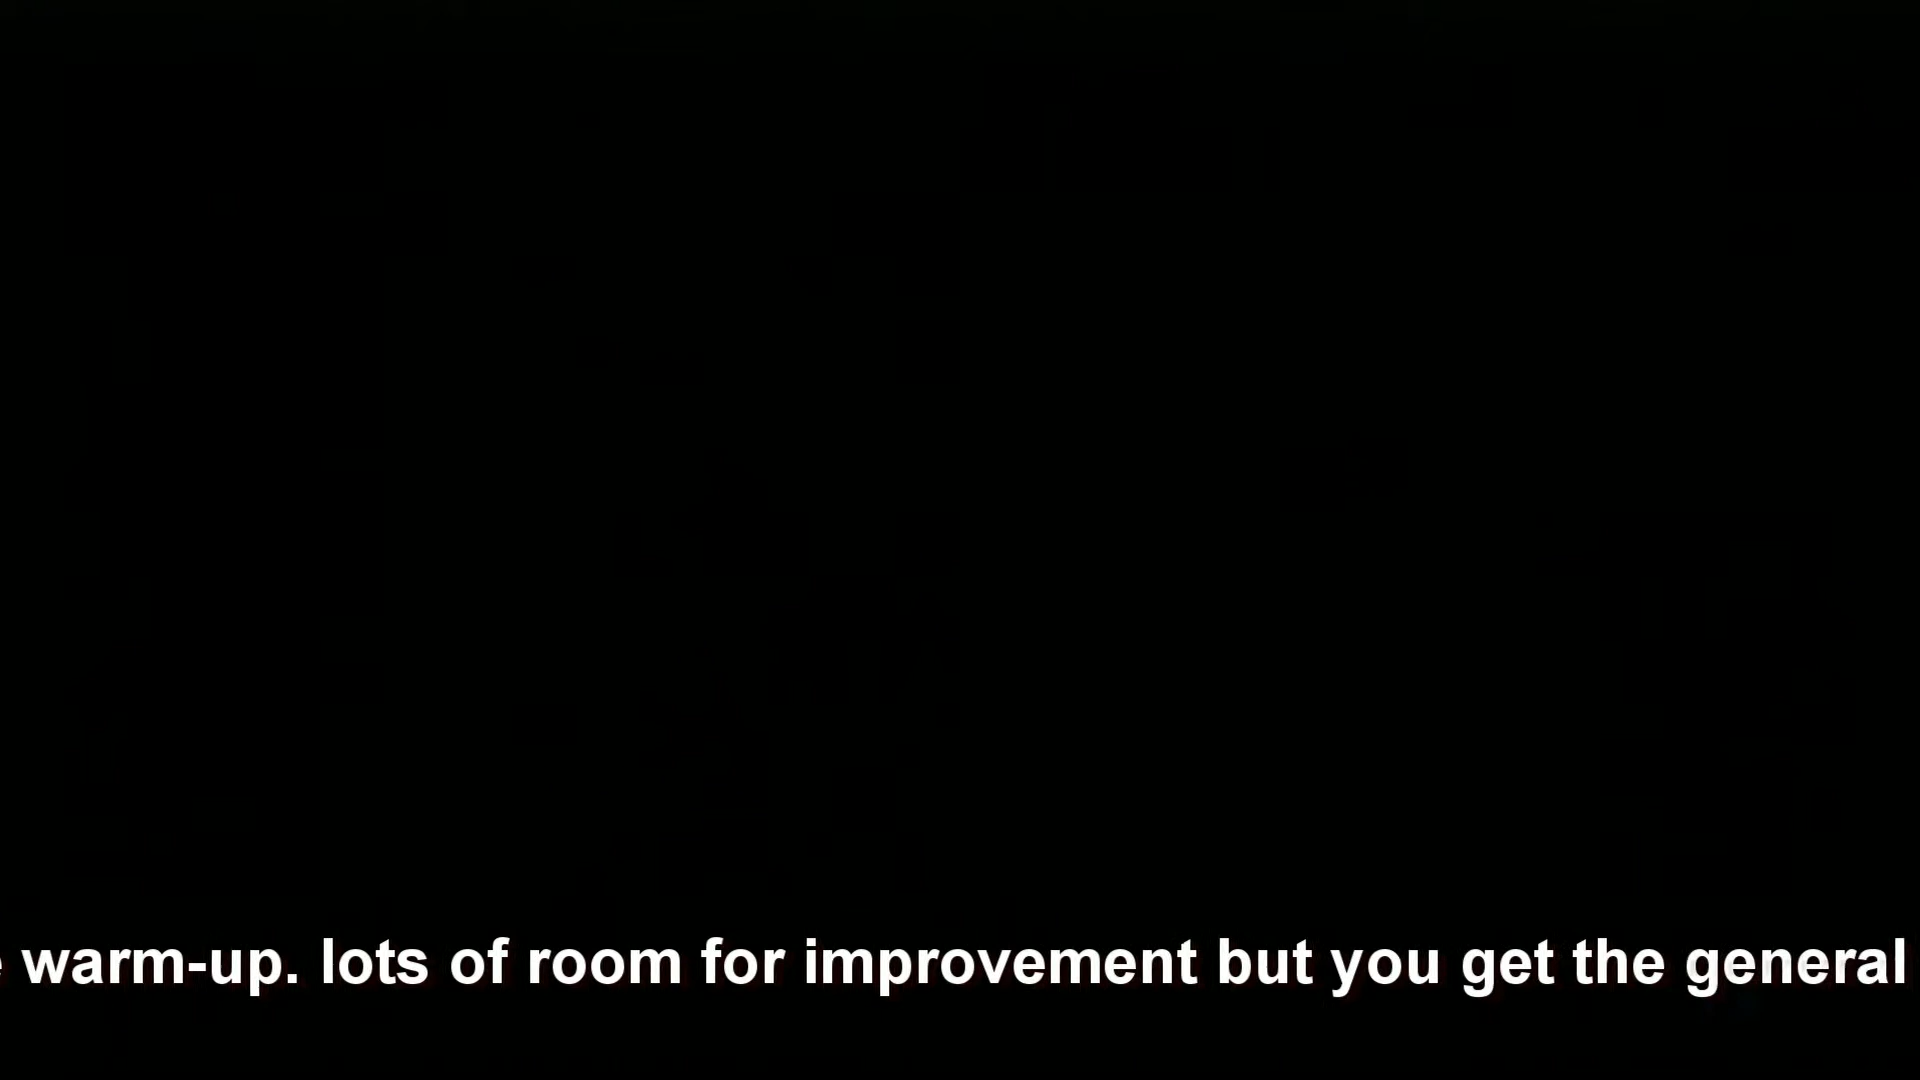 warm-up. lots of room for improvement but you get the general